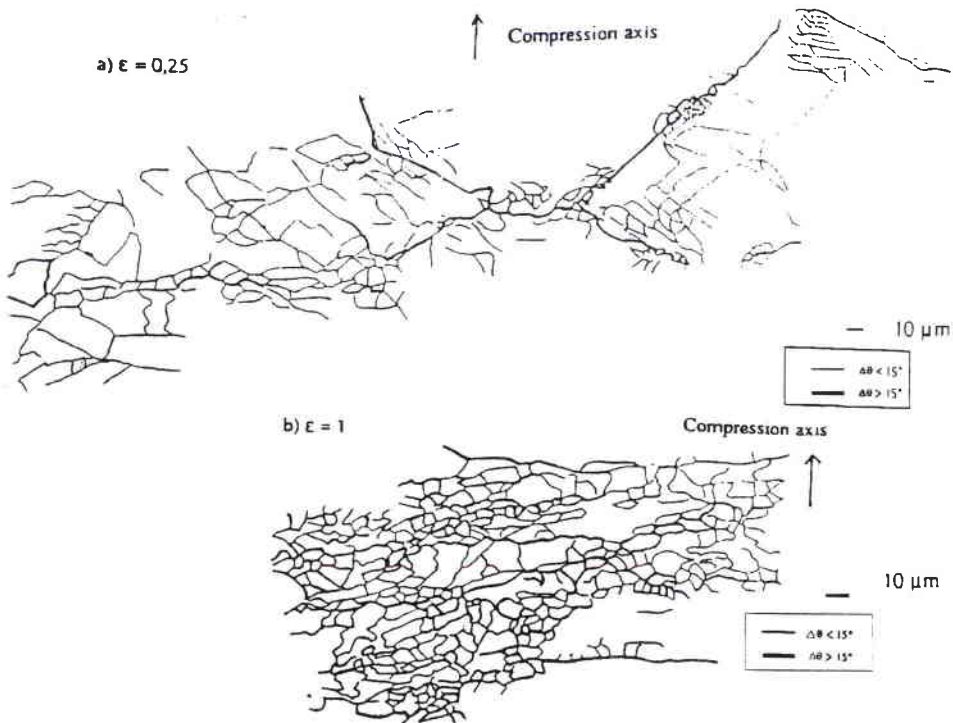 Compression axis
a) ε = 0,25
10 μm
Δθ < 15°
Δθ > 15°
b) ε = 1
Compression axis
10 μm
Δθ < 15°
Δθ > 15°